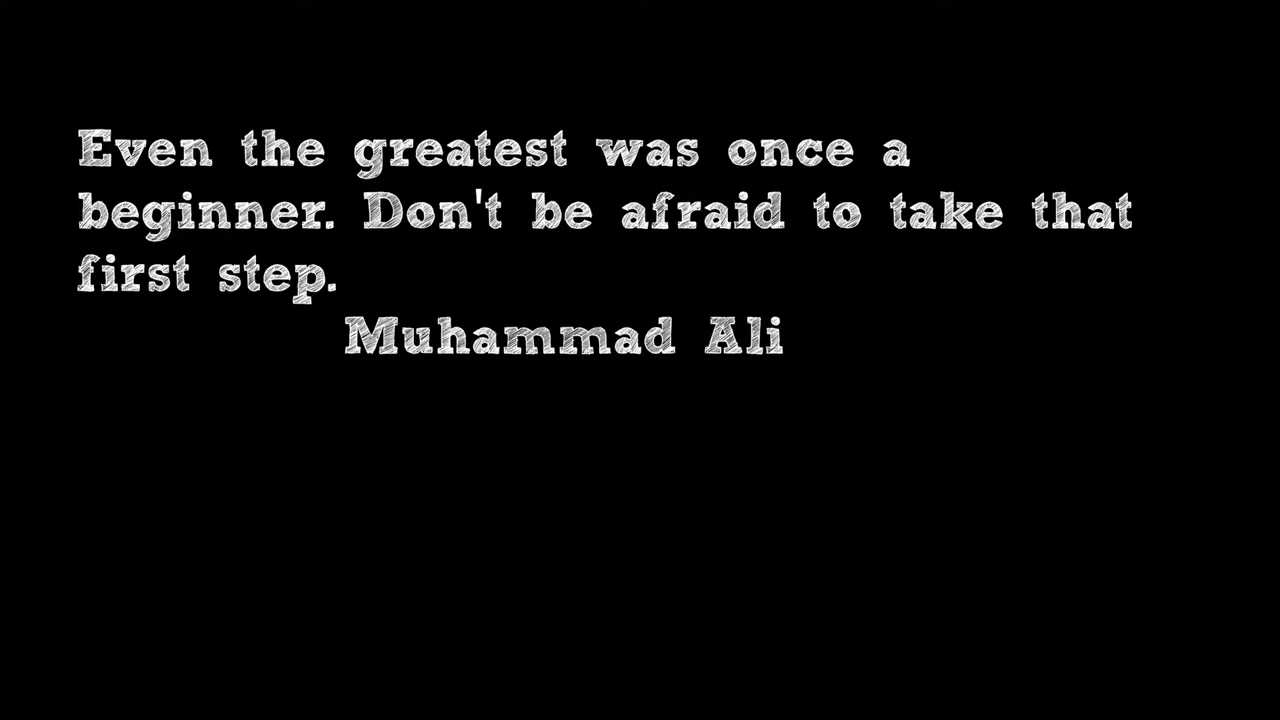 Even the greatest was once a
beginner. Don't be afraid to take that
first step.
Muhammad Ali